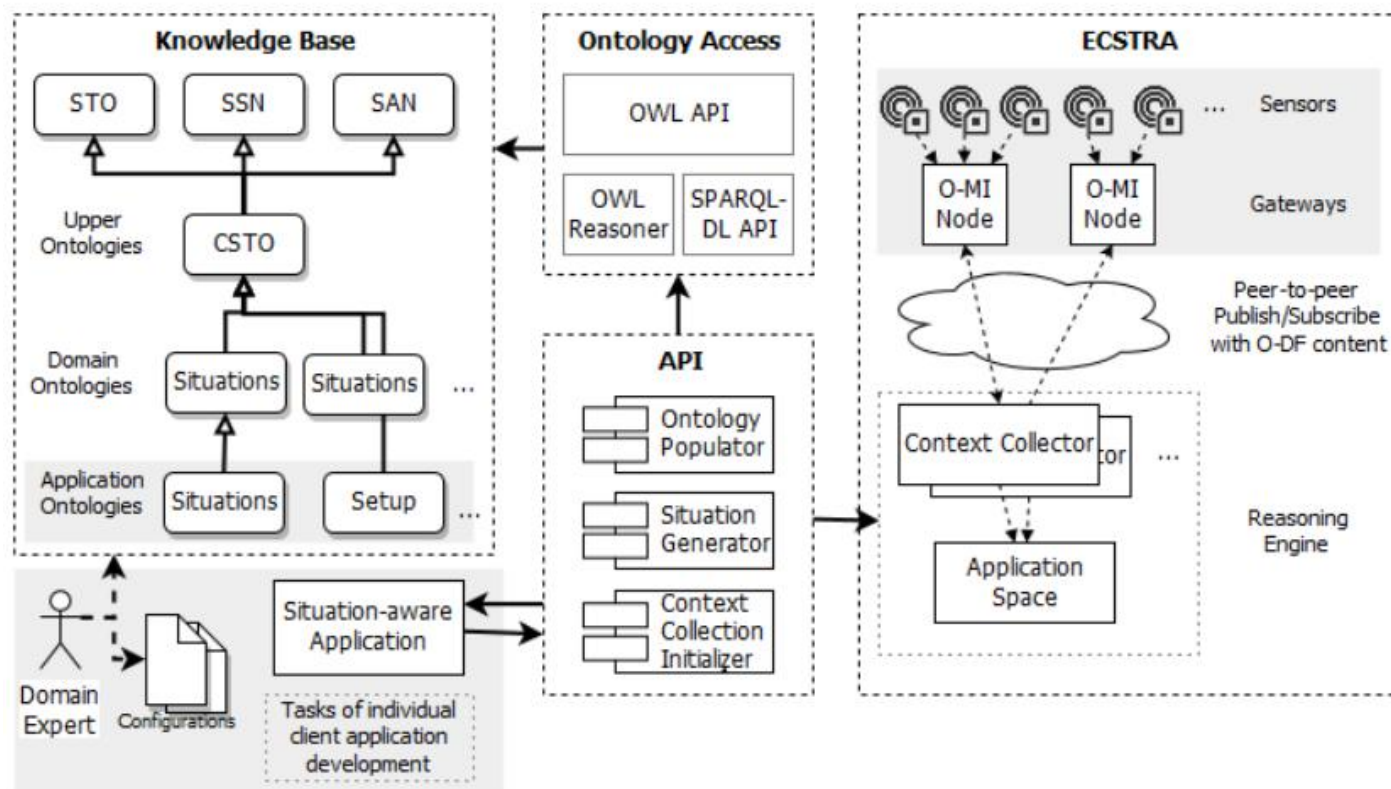 Knowledge Base
STO
SSN
SAN
Upper
Ontologies
CSTO
Domain
Ontologies
Situations
Situations
...
Application
Ontologies
Situations
Setup
...
Domain
Expert
Configurations
Situation-aware
Application
Tasks of individual
client application
development
Ontology Access
OWL API
OWL
Reasoner
SPARQL-
DL API
API
Ontology
Populator
Situation
Generator
Context
Collection
Initializer
ECSTRA
...
Sensors
O-MI
Node
O-MI
Node
Gateways
Peer-to-peer
Publish/Subscribe
with O-DF content
Context Collector
tor
...
Application
Space
Reasoning
Engine